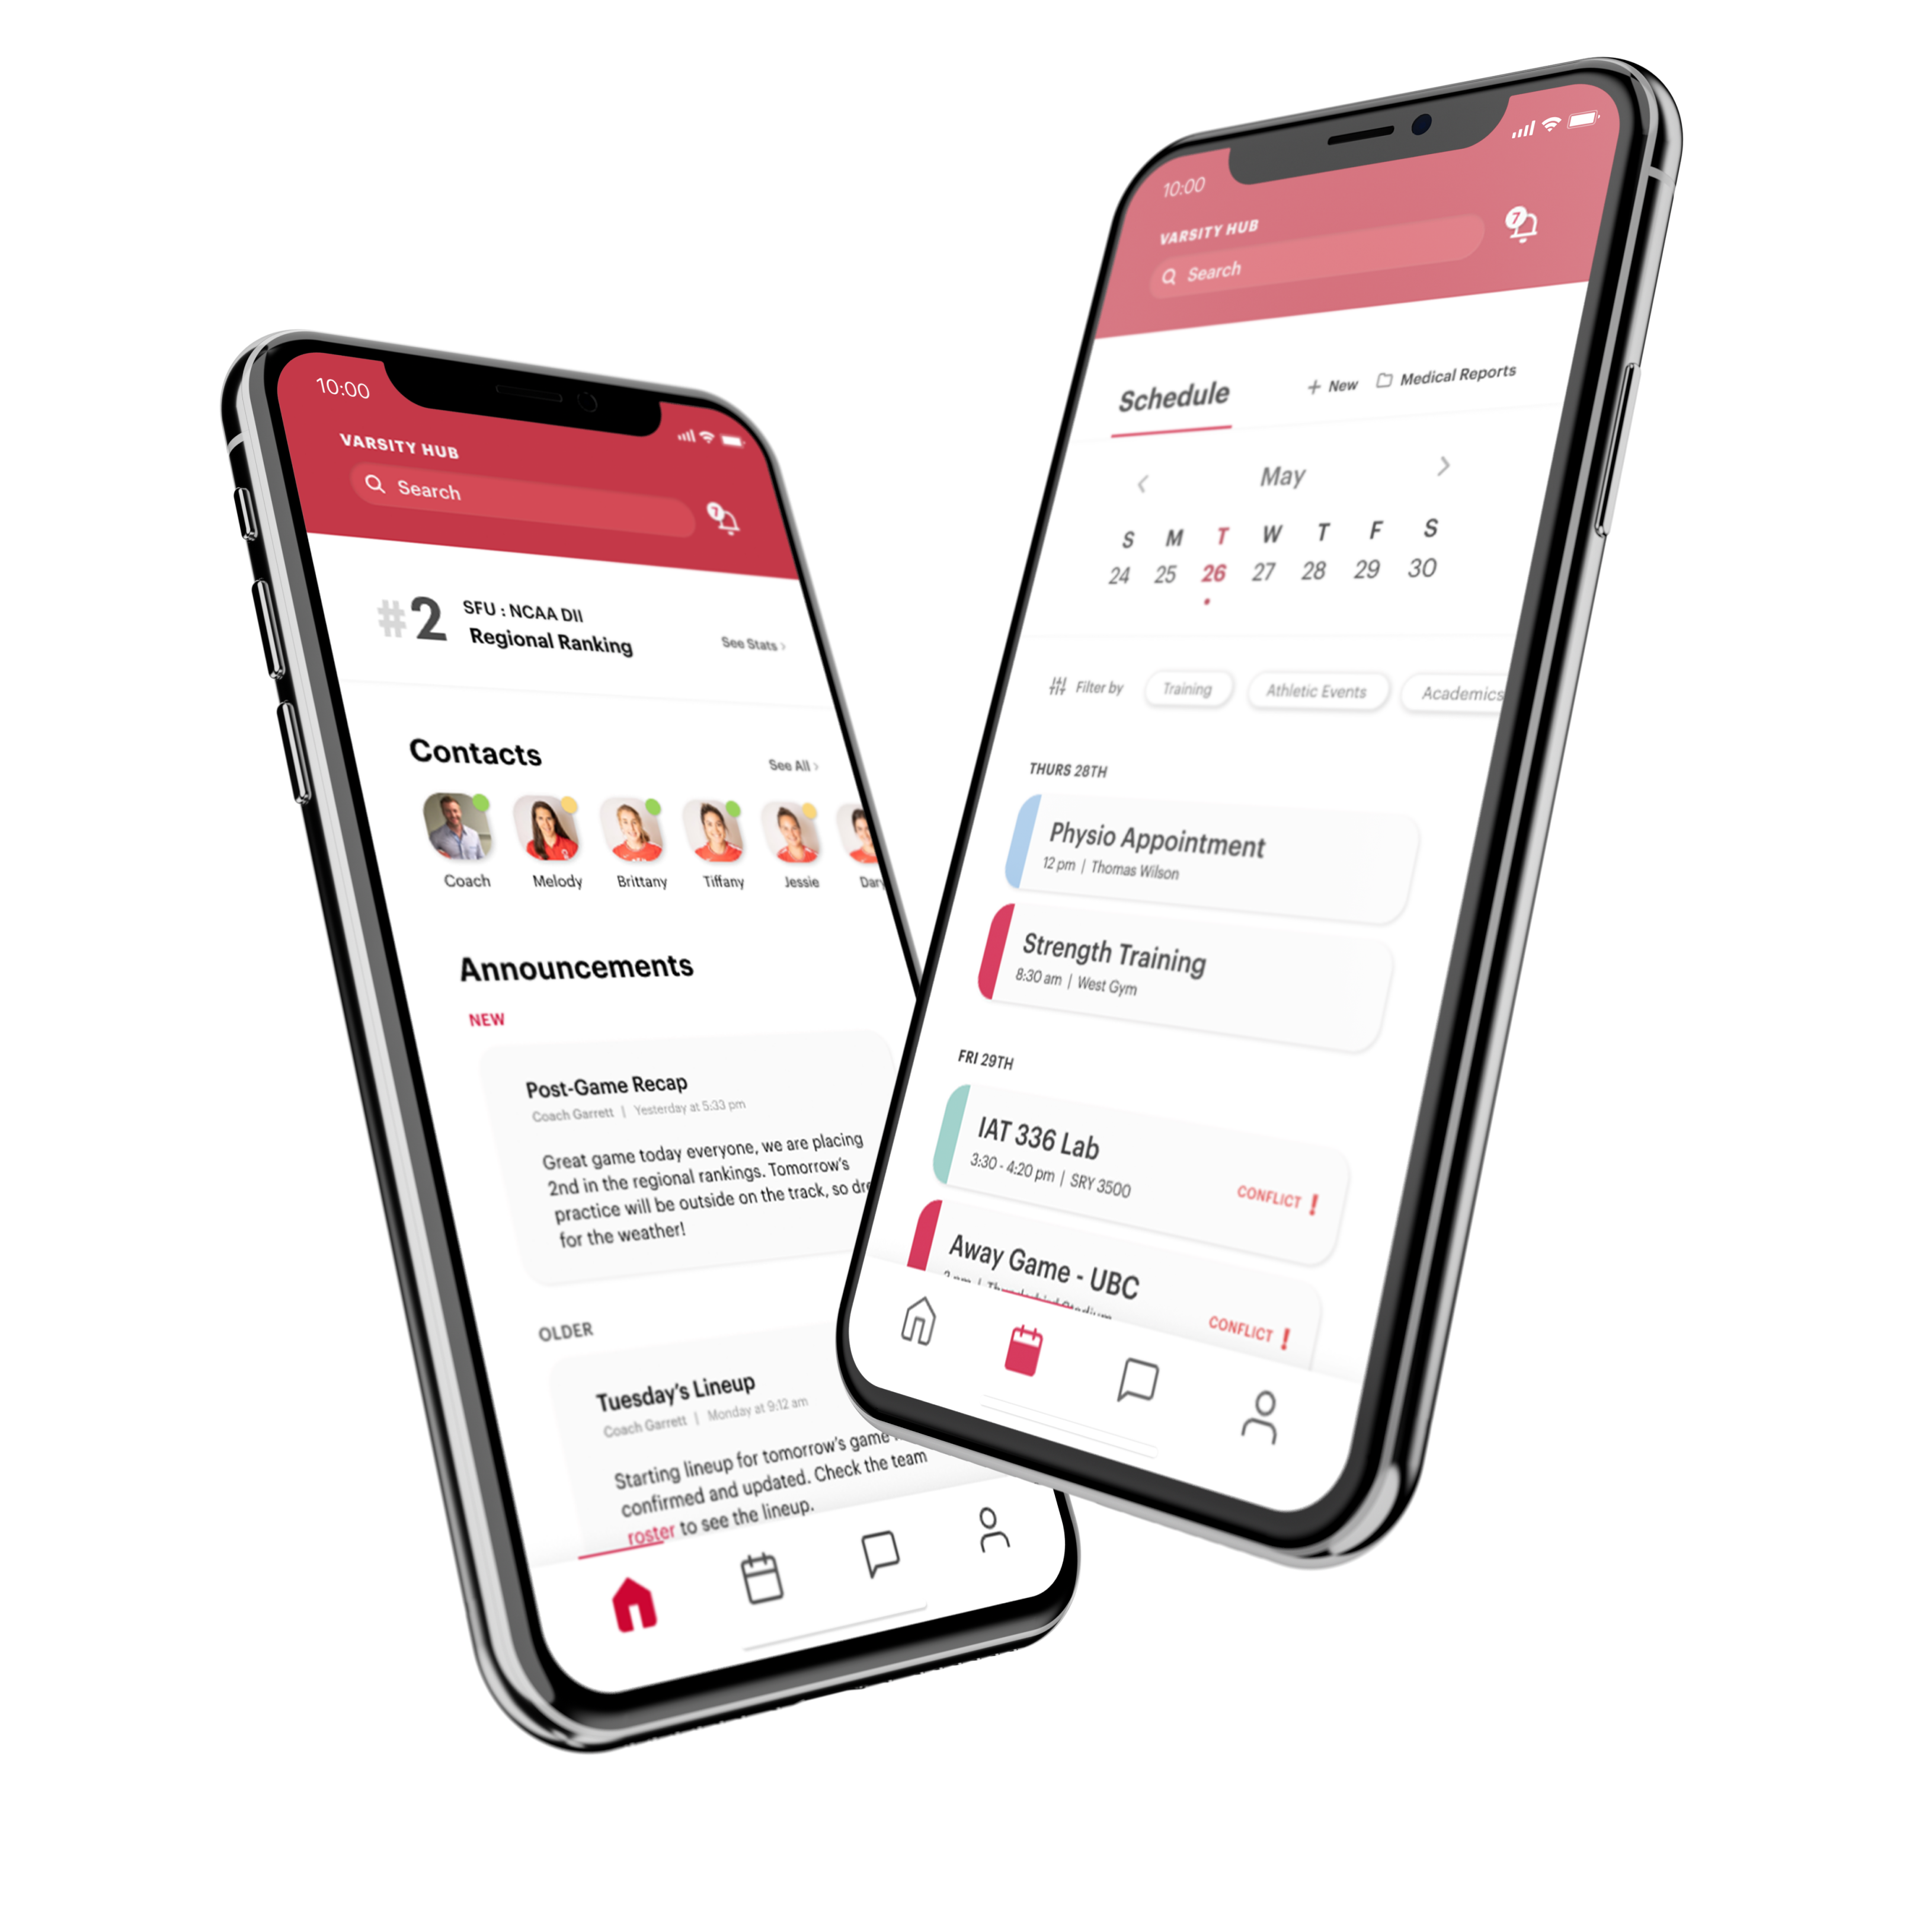 10:00
VARSITY HUB
Search
7
#2
SFU : NCAA DII
Regional Ranking
See Stats
Contacts
See All
Coach
Melody
Brittany
Tiffany
Jessie
Announcements
NEW
Post-Game Recap
Coach Garrett | Yesterday at 5:33 pm
Great game today everyone, we are placing
2nd in the regional rankings. Tomorrow's
practice will be outside on the track, so
for the weather!
OLDER
Tuesday's Lineup
Coach Garrett | Monday at 9:12 am
Starting lineup for tomorrow's game
confirmed and updated. Check the team
roster to see the lineup.
10:00
VARSITY HUB
Search
7
Schedule
+ New
Medical Reports
May
S M T W T F S
24 25 26 27 28 29 30
Filter by
Training
Athletic Events
Academics
THURS 28TH
Physio Appointment
12 pm | Thomas Wilson
Strength Training
8:30 am | West Gym
FRI 29TH
IAT 336 Lab
3:30 - 4:20 pm | SRY 3500
CONFLICT !
Away Game - UBC
CONFLICT !